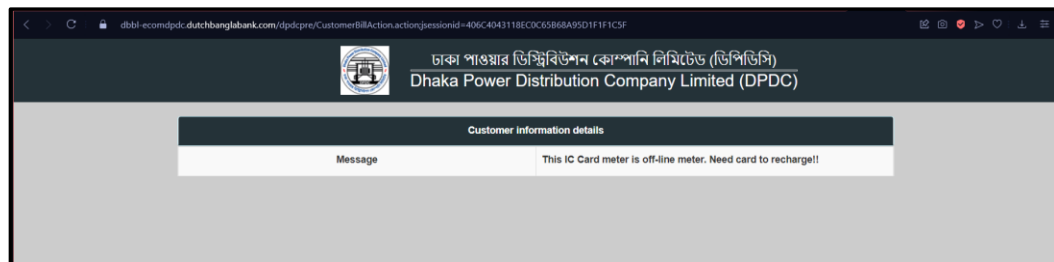 dbbl-ecomdpdc.dutchbanglabank.com/dpdcpre/CustomerBillAction.action;jsessionid=406C4043118EC0C65B68A95D1F1F1C5F
ঢাকা পাওয়ার ডিস্ট্রিবিউশন কোম্পানি লিমিটেড (ডিপিডিসি)
Dhaka Power Distribution Company Limited (DPDC)
Customer information details
Message This IC Card meter is off-line meter. Need card to recharge!!